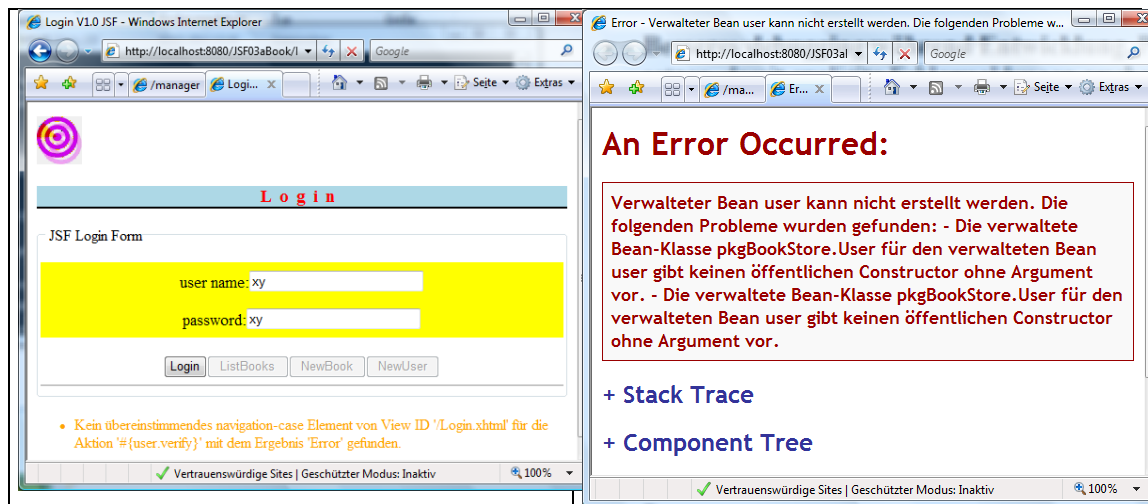 Login V1.0 JSF - Windows Internet Explorer
http://localhost:8080/JSF03aBook/l
Google
/manager
Logi...
Seite
Extras
Login
JSF Login Form
user name: xy
password: xy
Login ListBooks NewBook NewUser
Kein übereinstimmendes navigation-case Element von View ID '/Login.xhtml' für die
Aktion '#{user.verify}' mit dem Ergebnis 'Error' gefunden.
Vertrauenswürdige Sites | Geschützter Modus: Inaktiv
100%
Error - Verwalteter Bean user kann nicht erstellt werden. Die folgenden Probleme w...
http://localhost:8080/JSF03al
Google
/ma...
Er...
Seite
Extras
An Error Occurred:
Verwalteter Bean user kann nicht erstellt werden. Die
folgenden Probleme wurden gefunden: - Die verwaltete
Bean-Klasse pkgBookStore.User für den verwalteten Bean
user gibt keinen öffentlichen Constructor ohne Argument
vor. - Die verwaltete Bean-Klasse pkgBookStore.User für den
verwalteten Bean user gibt keinen öffentlichen Constructor
ohne Argument vor.
+ Stack Trace
+ Component Tree
Vertrauenswürdige Sites | Geschützter Modus: Inaktiv
100%